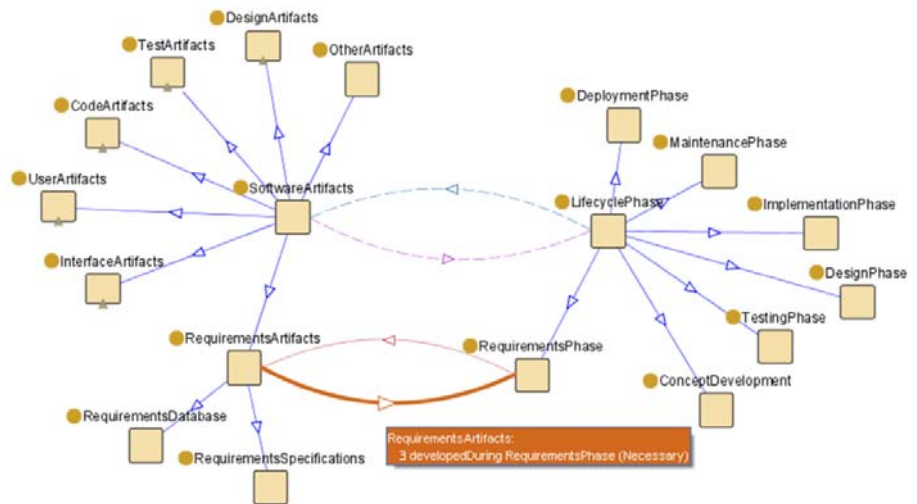 DesignArtifacts
TestArtifacts
OtherArtifacts
CodeArtifacts
DeploymentPhase
MaintenancePhase
UserArtifacts
SoftwareArtifacts
LifecyclePhase
ImplementationPhase
InterfaceArtifacts
DesignPhase
TestingPhase
RequirementsArtifacts
RequirementsPhase
ConceptDevelopment
RequirementsDatabase
RequirementsSpecifications
RequirementsArtifacts:
∃ developedDuring RequirementsPhase (Necessary)